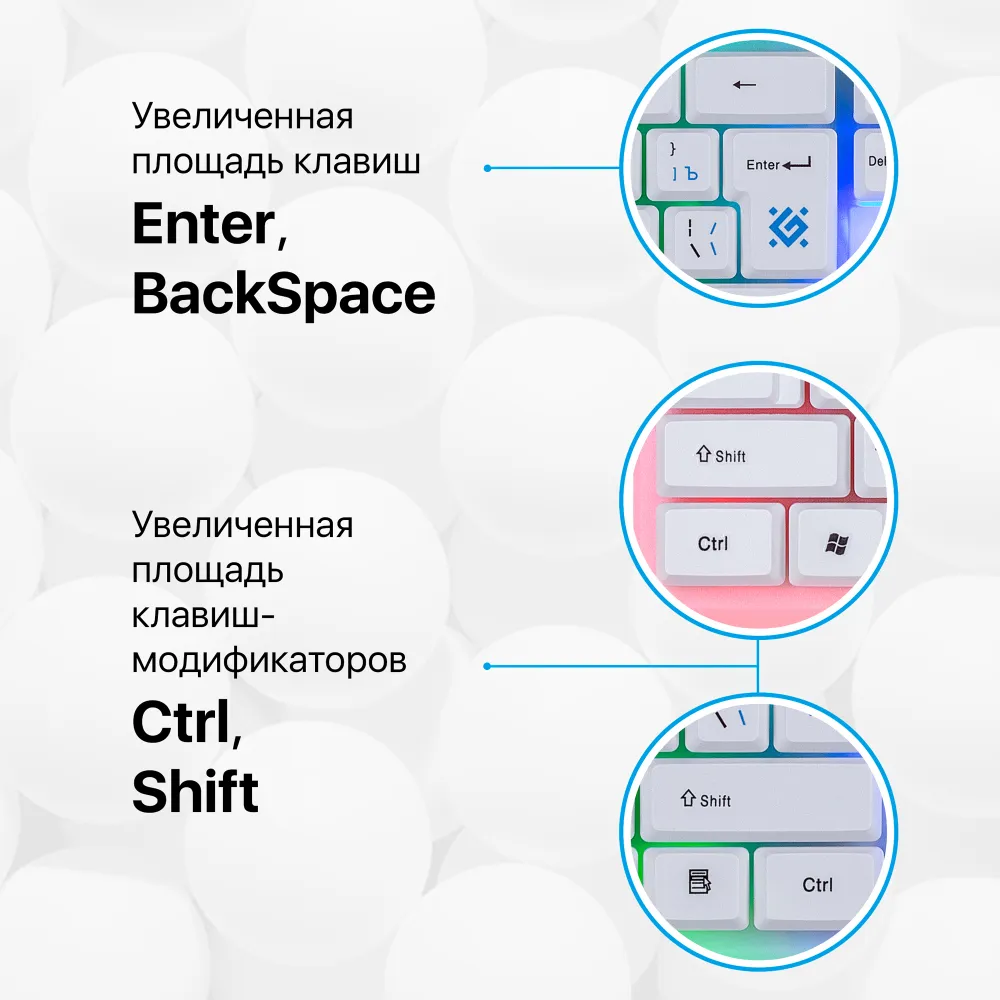 Увеличенная
площадь клавиш
Enter,
BackSpace
←
}
] Ъ
Enter
Del
¦ /
\ \
Shift
Ctrl
Увеличенная
площадь
клавиш-
модификаторов
Ctrl,
Shift
Shift
Ctrl